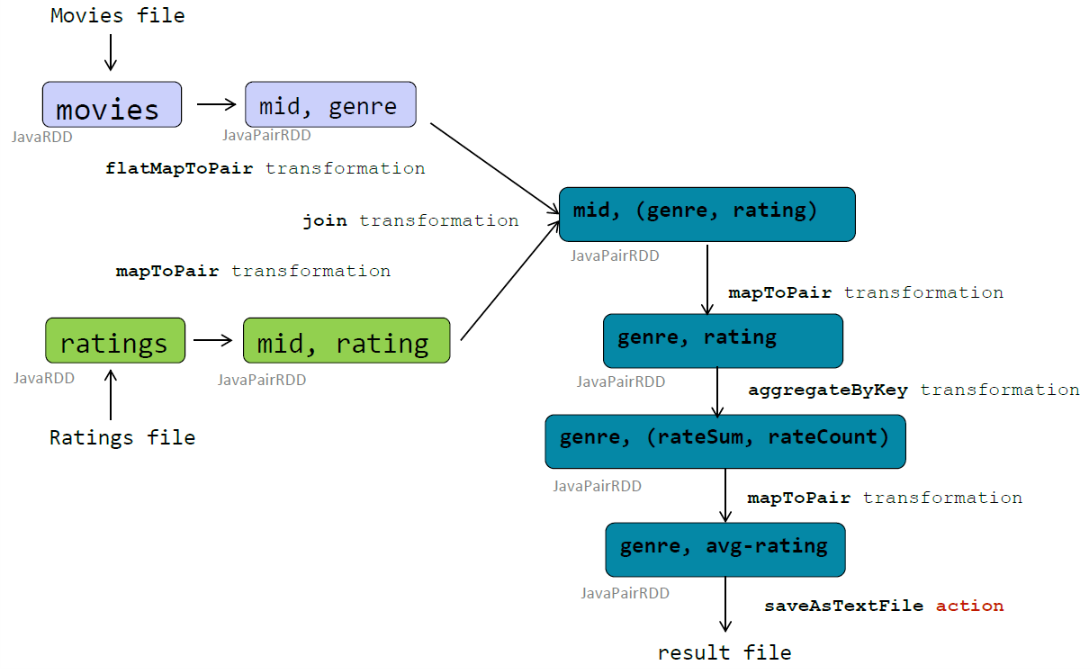 Movies file
movies
JavaRDD
mid, genre
JavaPairRDD
flatMapToPair transformation
join transformation
mapToPair transformation
ratings
JavaRDD
mid, rating
JavaPairRDD
Ratings file
mid, (genre, rating)
JavaPairRDD
mapToPair transformation
genre, rating
JavaPairRDD
aggregateByKey transformation
genre, (rateSum, rateCount)
JavaPairRDD
mapToPair transformation
genre, avg-rating
JavaPairRDD
saveAsTextFile action
result file